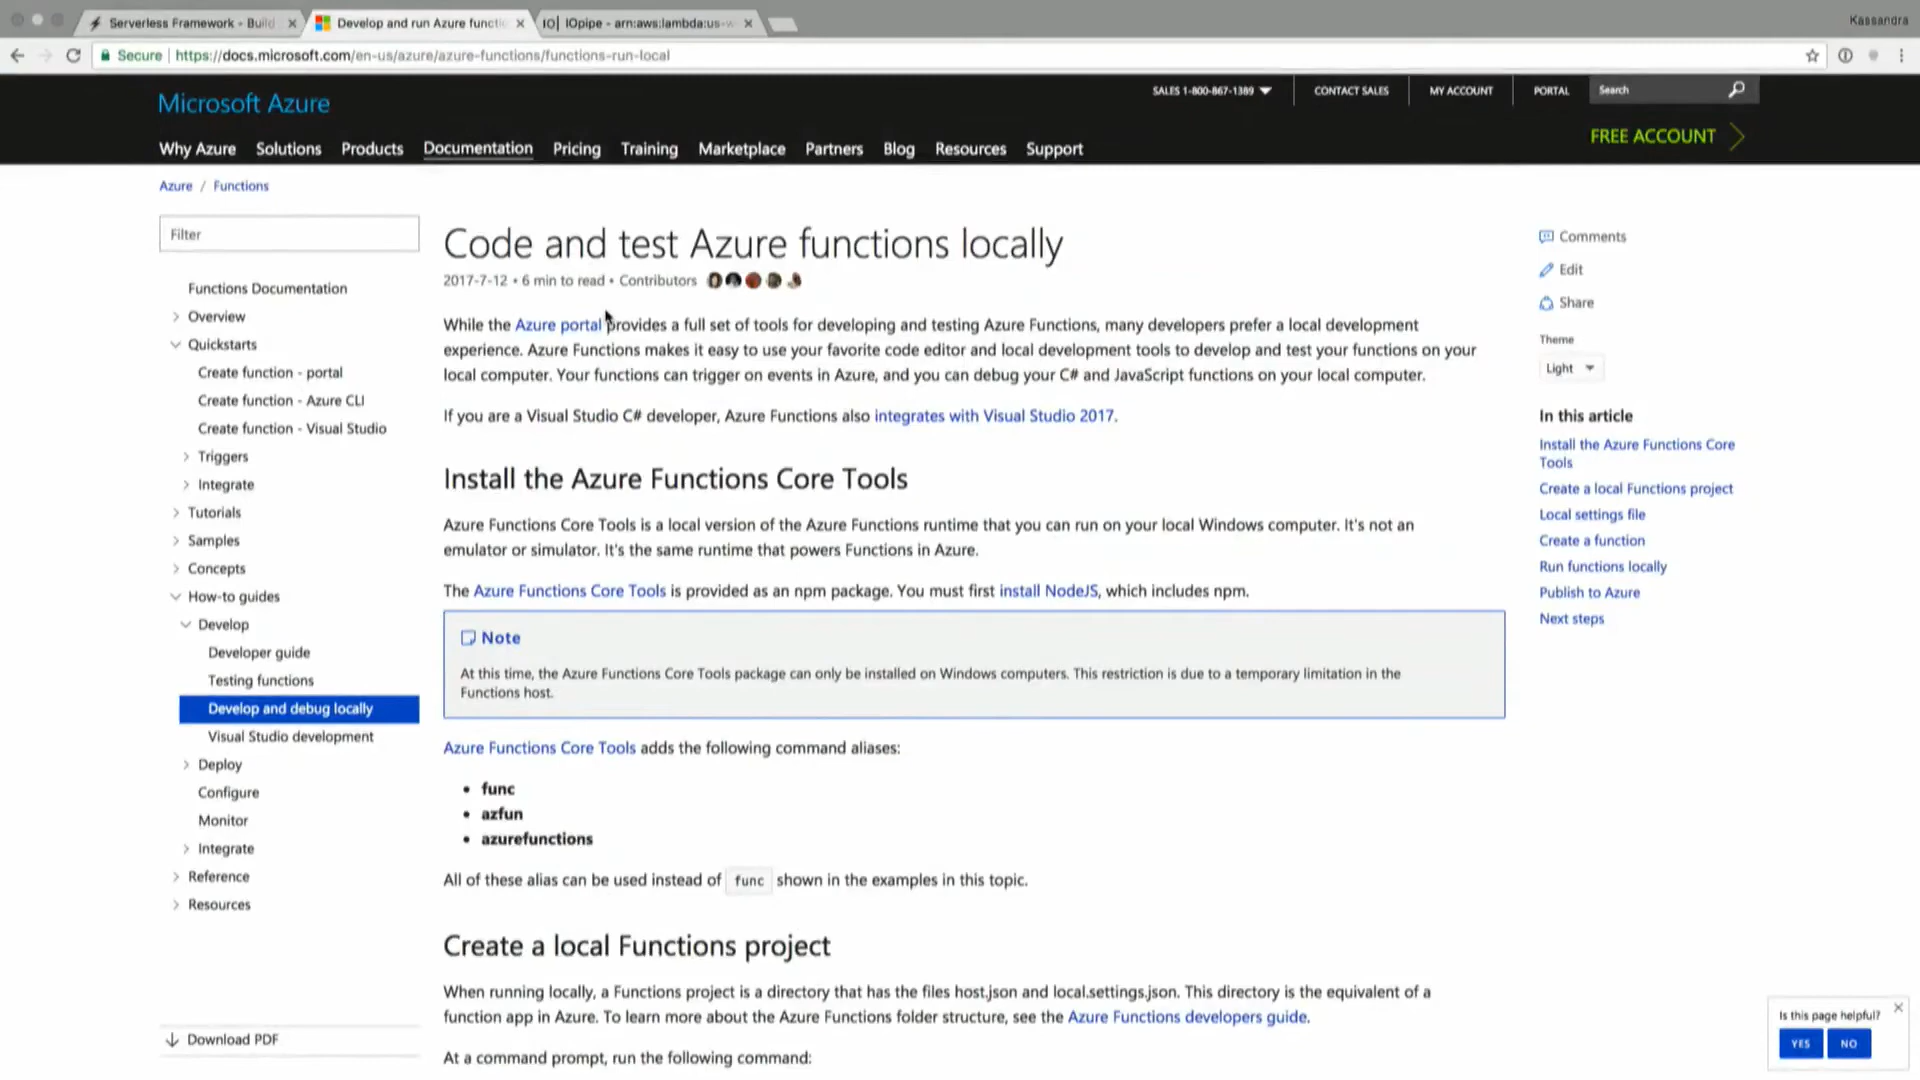 Serverless Framework - Build
Develop and run Azure functi
IO| IOpipe - arn:aws:lambda:us-w
Kassandra
Secure
https://docs.microsoft.com/en-us/azure/azure-functions/functions-run-local
Microsoft Azure
SALES 1-800-867-1389
CONTACT SALES
MY ACCOUNT
PORTAL
Search
Why Azure Solutions Products Documentation Pricing Training Marketplace Partners Blog Resources Support
FREE ACCOUNT
Azure / Functions
Filter
Functions Documentation
Overview
Quickstarts
Create function - portal
Create function - Azure CLI
Create function - Visual Studio
Triggers
Integrate
Tutorials
Samples
Concepts
How-to guides
Develop
Developer guide
Testing functions
Develop and debug locally
Visual Studio development
Deploy
Configure
Monitor
Integrate
Reference
Resources
Download PDF
Code and test Azure functions locally
2017-7-12 • 6 min to read • Contributors
While the Azure portal provides a full set of tools for developing and testing Azure Functions, many developers prefer a local development
experience. Azure Functions makes it easy to use your favorite code editor and local development tools to develop and test your functions on your
local computer. Your functions can trigger on events in Azure, and you can debug your C# and JavaScript functions on your local computer.
If you are a Visual Studio C# developer, Azure Functions also integrates with Visual Studio 2017.
Install the Azure Functions Core Tools
Azure Functions Core Tools is a local version of the Azure Functions runtime that you can run on your local Windows computer. It's not an
emulator or simulator. It's the same runtime that powers Functions in Azure.
The Azure Functions Core Tools is provided as an npm package. You must first install NodeJS, which includes npm.
Note
At this time, the Azure Functions Core Tools package can only be installed on Windows computers. This restriction is due to a temporary limitation in the
Functions host.
Azure Functions Core Tools adds the following command aliases:
• func
• azfun
• azurefunctions
All of these alias can be used instead of func shown in the examples in this topic.
Create a local Functions project
When running locally, a Functions project is a directory that has the files host.json and local.settings.json. This directory is the equivalent of a
function app in Azure. To learn more about the Azure Functions folder structure, see the Azure Functions developers guide.
At a command prompt, run the following command:
Comments
Edit
Share
Theme
Light
In this article
Install the Azure Functions Core
Tools
Create a local Functions project
Local settings file
Create a function
Run functions locally
Publish to Azure
Next steps
Is this page helpful?
YES NO